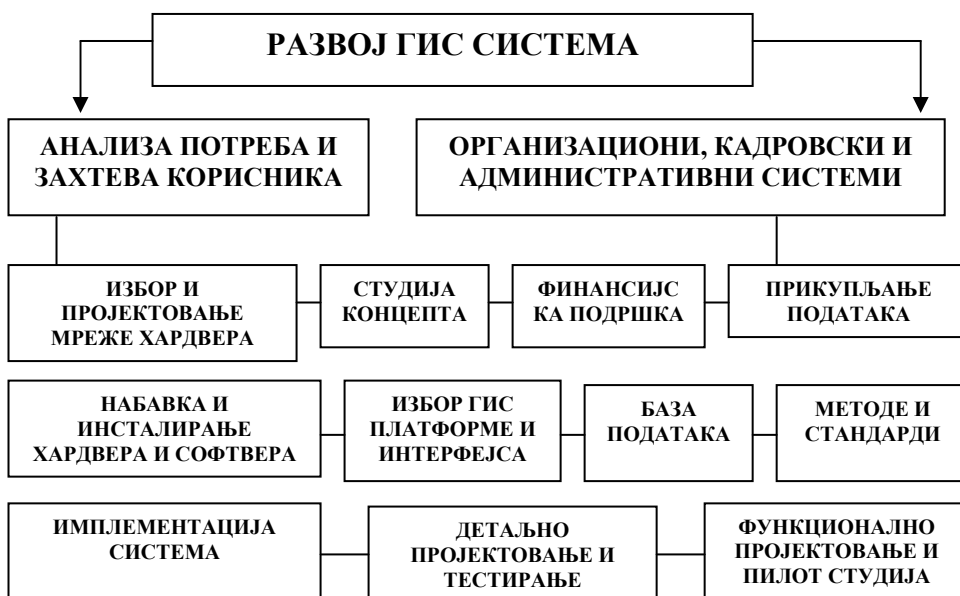 РАЗВОЈ ГИС СИСТЕМА
АНАЛИЗА ПОТРЕБА И
ЗАХТЕВА КОРИСНИКА
ОРГАНИЗАЦИОНИ, КАДРОВСКИ И
АДМИНИСТРАТИВНИ СИСТЕМИ
ИЗБОР И
ПРОЈЕКТОВАЊЕ
МРЕЖЕ ХАРДВЕРА
СТУДИЈА
КОНЦЕПТА
ФИНАНСИЈС
КА ПОДРШКА
ПРИКУПЉАЊЕ
ПОДАТАКА
НАБАВКА И
ИНСТАЛИРАЊЕ
ХАРДВЕРА И СОФТВЕРА
ИЗБОР ГИС
ПЛАТФОРМЕ И
ИНТЕРФЕЈСА
БАЗА
ПОДАТАКА
МЕТОДЕ И
СТАНДАРДИ
ИМПЛЕМЕНТАЦИЈА
СИСТЕМА
ДЕТАЉНО
ПРОЈЕКТОВАЊЕ И
ТЕСТИРАЊЕ
ФУНКЦИОНАЛНО
ПРОЈЕКТОВАЊЕ И
ПИЛОТ СТУДИЈА